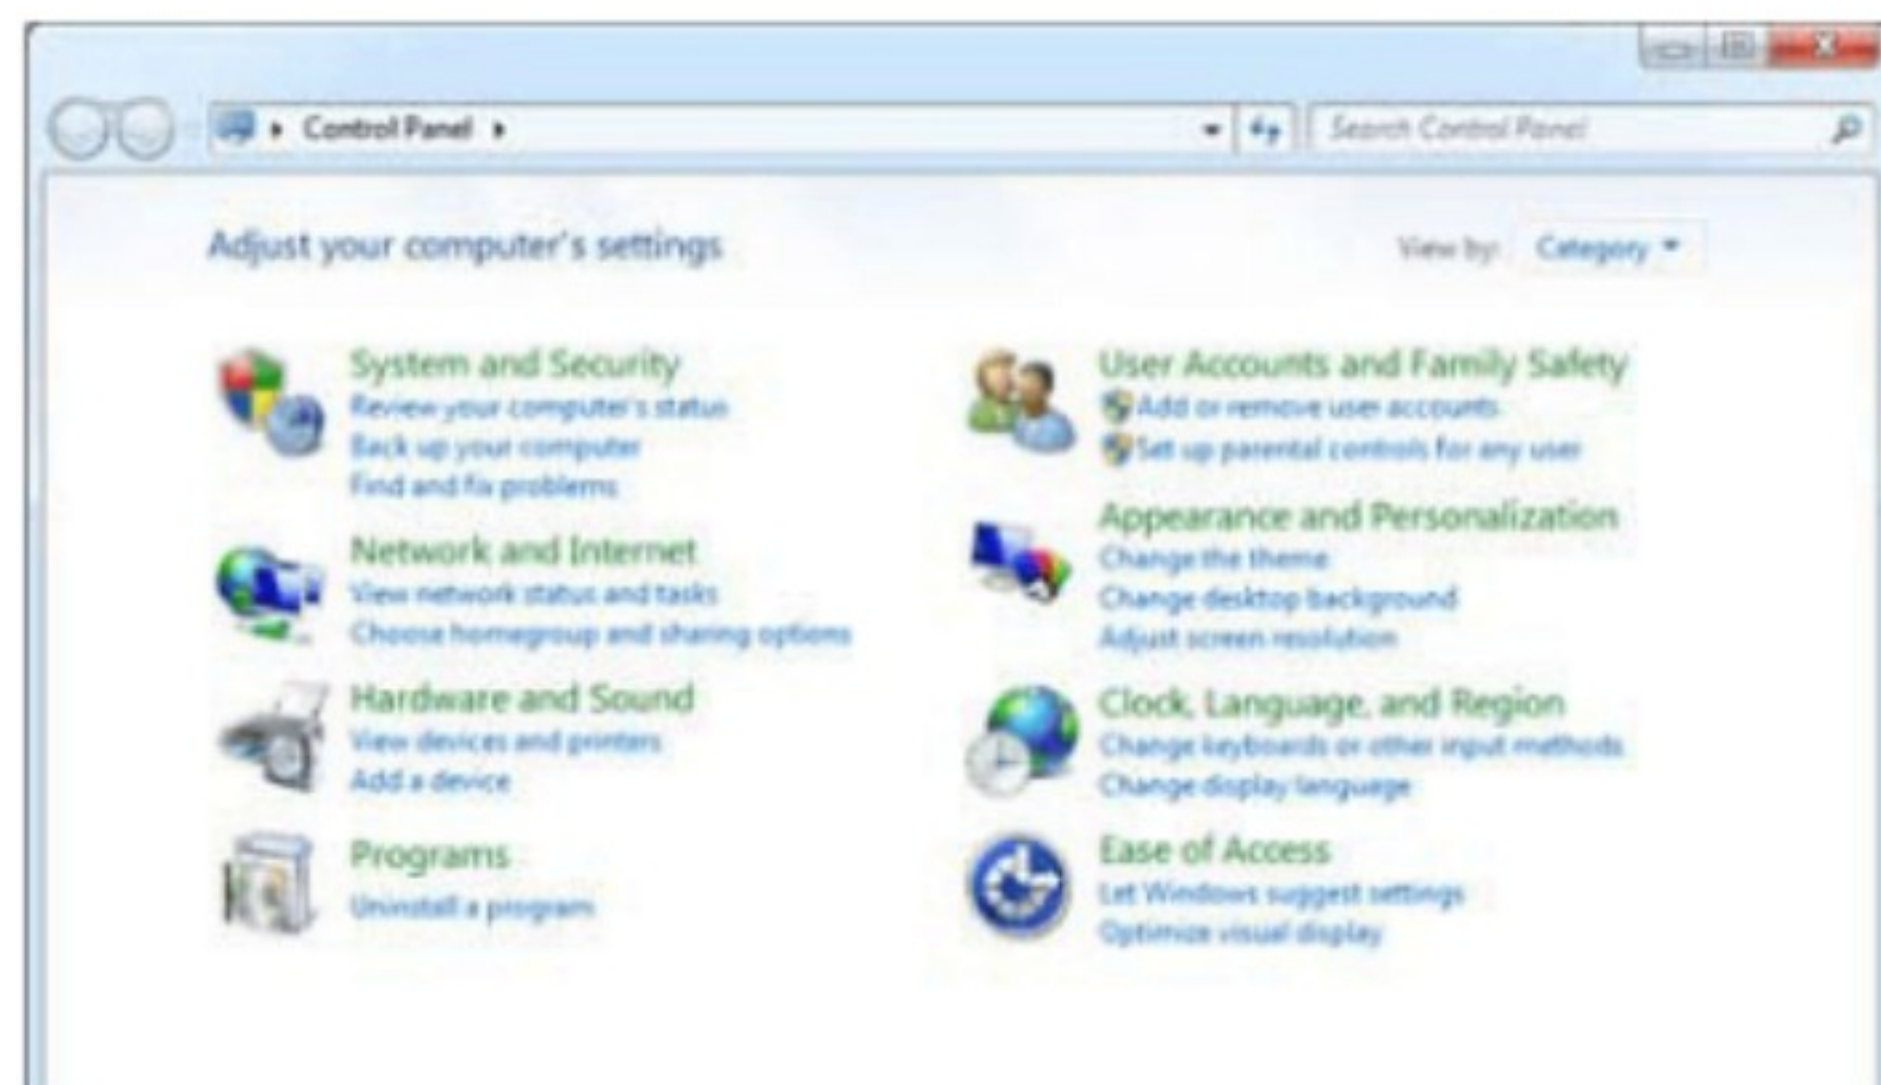 Control Panel
Search Control Panel
Adjust your computer's settings
View by: Category
System and Security
Review your computer's status
Back up your computer
Find and fix problems
Network and Internet
View network status and tasks
Choose homegroup and sharing options
Hardware and Sound
View devices and printers
Add a device
Programs
Uninstall a program
User Accounts and Family Safety
Add or remove user accounts
Set up parental controls for any user
Appearance and Personalization
Change the theme
Change desktop background
Adjust screen resolution
Clock, Language, and Region
Change keyboards or other input methods
Change display language
Ease of Access
Let Windows suggest settings
Optimize visual display